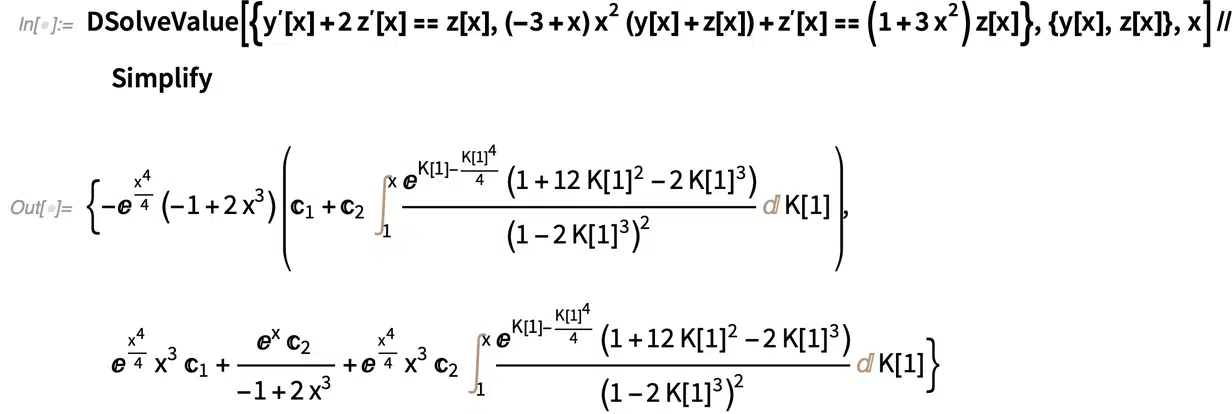 In[•]:= DSolveValue[{y′[x] + 2 z′[x] == z[x], (-3 + x) x^2 (y[x] + z[x]) + z′[x] == (1 + 3 x^2) z[x]}, {y[x], z[x]}, x] //
Simplify
Out[•]= {-ⅇ^(x^4/4) (-1 + 2 x^3) (𝕔₁ + 𝕔₂ ∫_1^x (ⅇ^(K[1] - K[1]^4/4) (1 + 12 K[1]^2 - 2 K[1]^3))/(1 - 2 K[1]^3)^2 ⅆK[1]),
ⅇ^(x^4/4) x^3 𝕔₁ + (ⅇ^x 𝕔₂)/(-1 + 2 x^3) + ⅇ^(x^4/4) x^3 𝕔₂ ∫_1^x (ⅇ^(K[1] - K[1]^4/4) (1 + 12 K[1]^2 - 2 K[1]^3))/(1 - 2 K[1]^3)^2 ⅆK[1]}